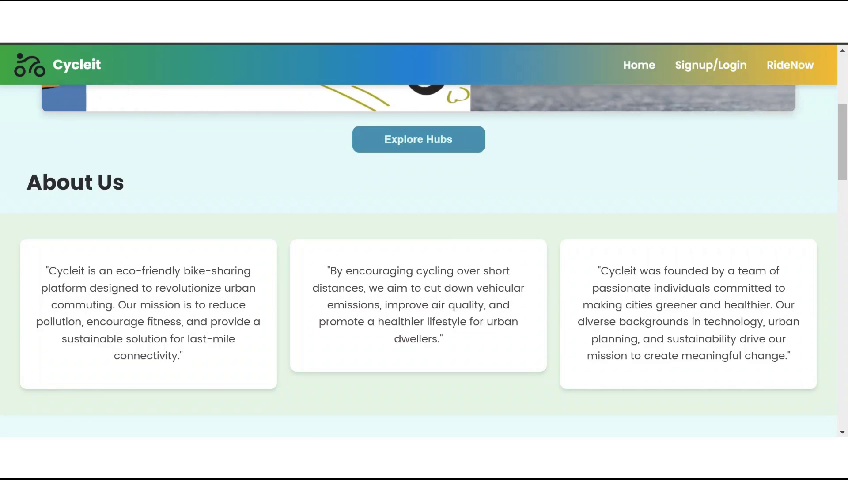 Cycleit
Home Signup/Login RideNow
Explore Hubs
About Us
"Cycleit is an eco-friendly bike-sharing
platform designed to revolutionize urban
commuting. Our mission is to reduce
pollution, encourage fitness, and provide a
sustainable solution for last-mile
connectivity."
"By encouraging cycling over short
distances, we aim to cut down vehicular
emissions, improve air quality, and
promote a healthier lifestyle for urban
dwellers."
"Cycleit was founded by a team of
passionate individuals committed to
making cities greener and healthier. Our
diverse backgrounds in technology, urban
planning, and sustainability drive our
mission to create meaningful change."